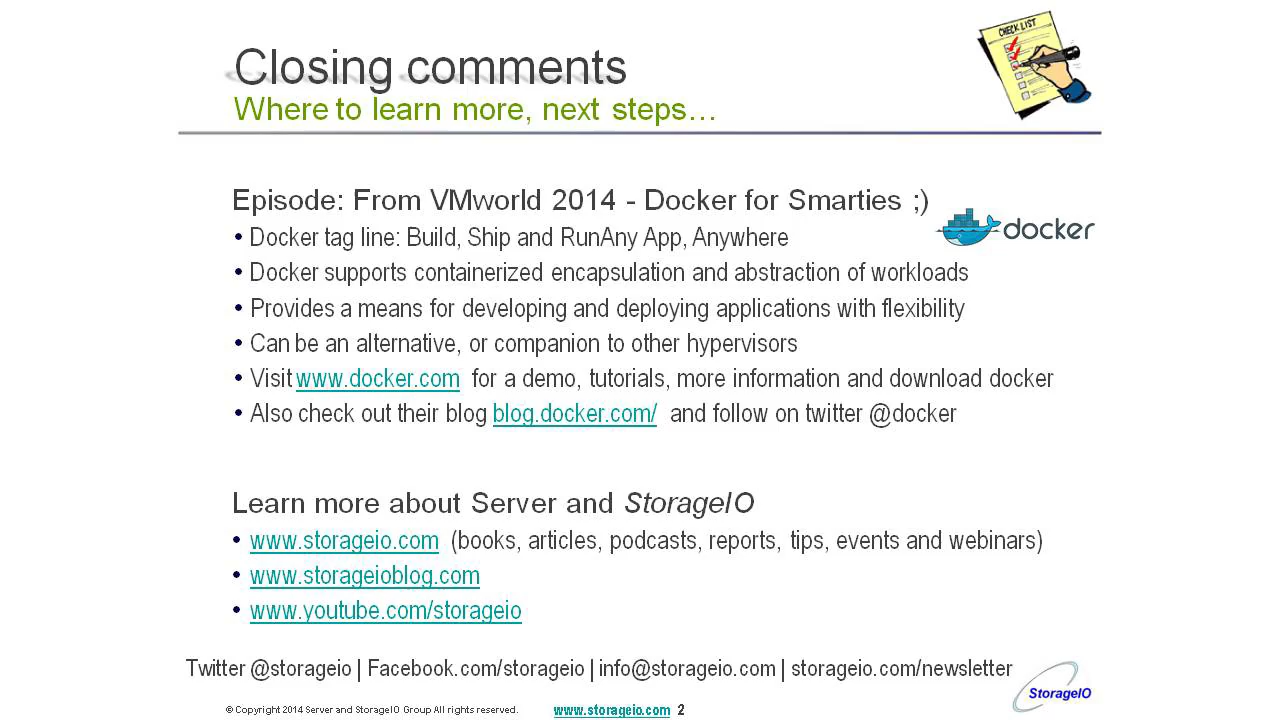 CHECK LIST
Closing comments
Where to learn more, next steps…
Episode: From VMworld 2014 - Docker for Smarties ;)
docker
• Docker tag line: Build, Ship and RunAny App, Anywhere
• Docker supports containerized encapsulation and abstraction of workloads
• Provides a means for developing and deploying applications with flexibility
• Can be an alternative, or companion to other hypervisors
• Visit www.docker.com for a demo, tutorials, more information and download docker
• Also check out their blog blog.docker.com/ and follow on twitter @docker
Learn more about Server and StorageIO
• www.storageio.com (books, articles, podcasts, reports, tips, events and webinars)
• www.storageioblog.com
• www.youtube.com/storageio
Twitter @storageio | Facebook.com/storageio | info@storageio.com | storageio.com/newsletter
StorageIO
© Copyright 2014 Server and StorageIO Group All rights reserved. www.storageio.com 2